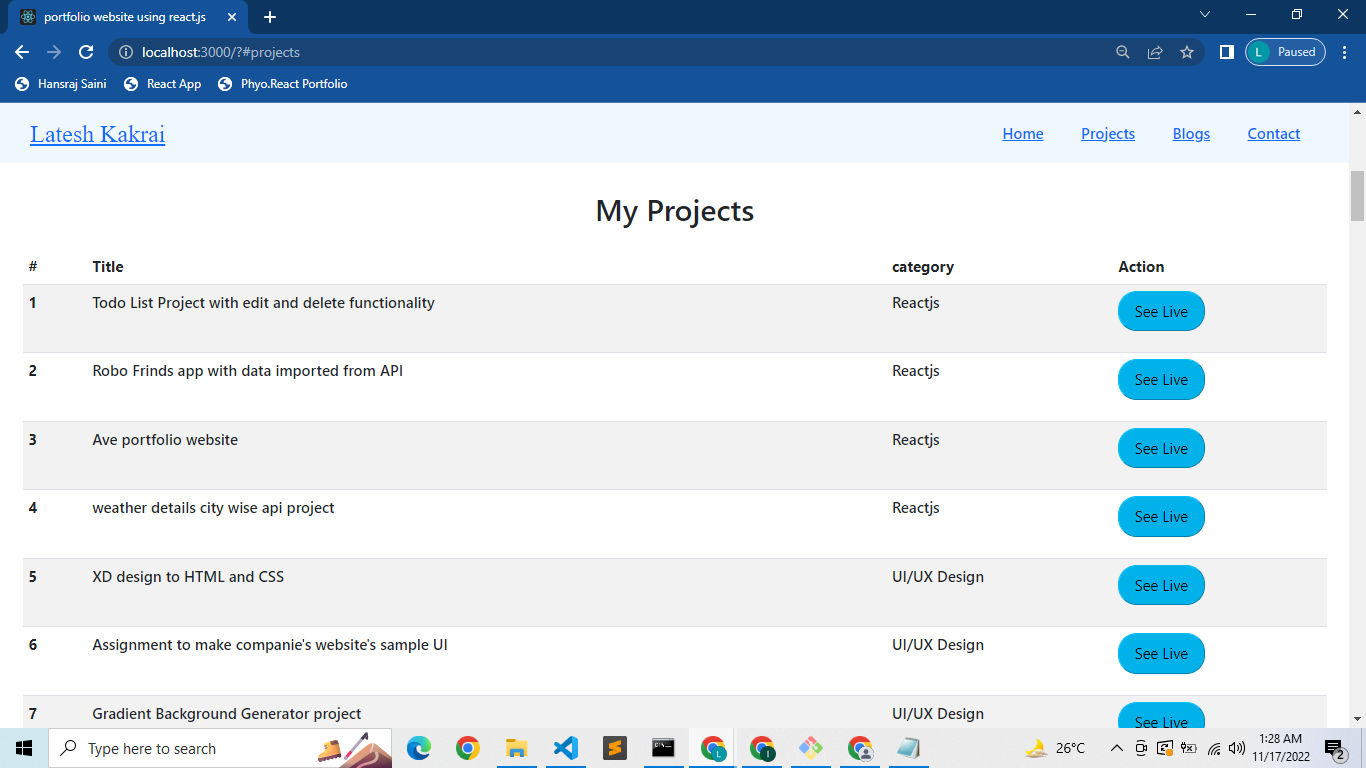 portfolio website using react.js
localhost:3000/?#projects
L Paused
Hansraj Saini React App Phyo.React Portfolio
Latesh Kakrai Home Projects Blogs Contact
My Projects
# Title category Action
1 Todo List Project with edit and delete functionality Reactjs See Live
2 Robo Frinds app with data imported from API Reactjs See Live
3 Ave portfolio website Reactjs See Live
4 weather details city wise api project Reactjs See Live
5 XD design to HTML and CSS UI/UX Design See Live
6 Assignment to make companie's website's sample UI UI/UX Design See Live
7 Gradient Background Generator project UI/UX Design See Live
Type here to search
L
I
26°C
1:28 AM
11/17/2022
2